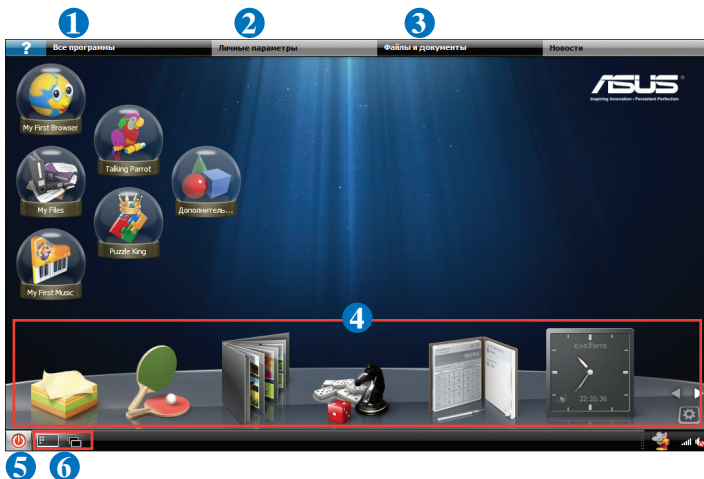 1 2 3
? Все программы Личные параметры Файлы и документы Новости
ASUS
Inspiring Innovation • Persistent Perfection
My First Browser
Talking Parrot
My Files
Дополнитель...
Puzzle King
My First Music
4
EASYBITS
22:35:36
5 6